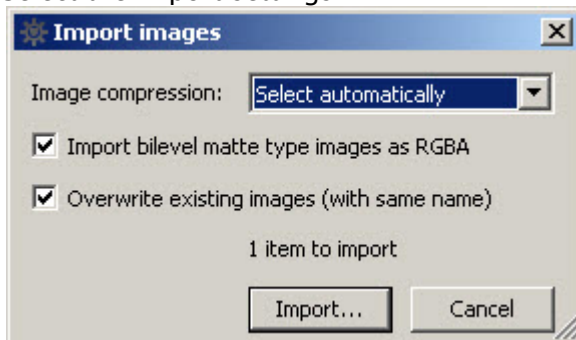 Import images
Image compression: Select automatically
Import bilevel matte type images as RGBA
Overwrite existing images (with same name)
1 item to import
Import... Cancel